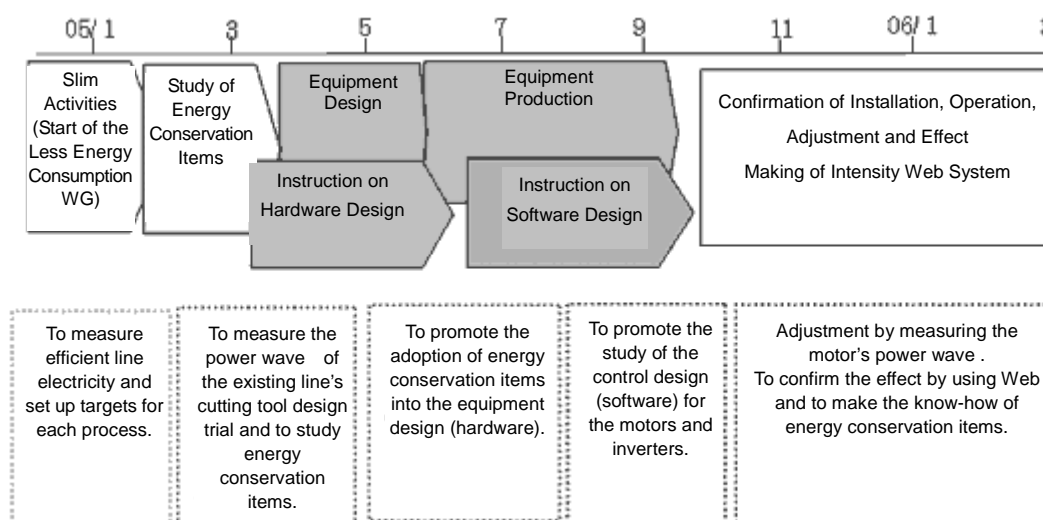 05/ 1 3 5 7 9 11 06/ 1
Slim
Activities
(Start of the
Less Energy
Consumption
WG)
Study of
Energy
Conservation
Items
Equipment
Design
Equipment
Production
Instruction on
Hardware Design
Instruction on
Software Design
Confirmation of Installation, Operation,
Adjustment and Effect
Making of Intensity Web System
To measure
efficient line
electricity and
set up targets for
each process.
To measure the
power wave of
the existing line's
cutting tool design
trial and to study
energy
conservation
items.
To promote the
adoption of energy
conservation items
into the equipment
design (hardware).
To promote the
study of the
control design
(software) for
the motors and
inverters.
Adjustment by measuring the
motor's power wave .
To confirm the effect by using Web
and to make the know-how of
energy conservation items.